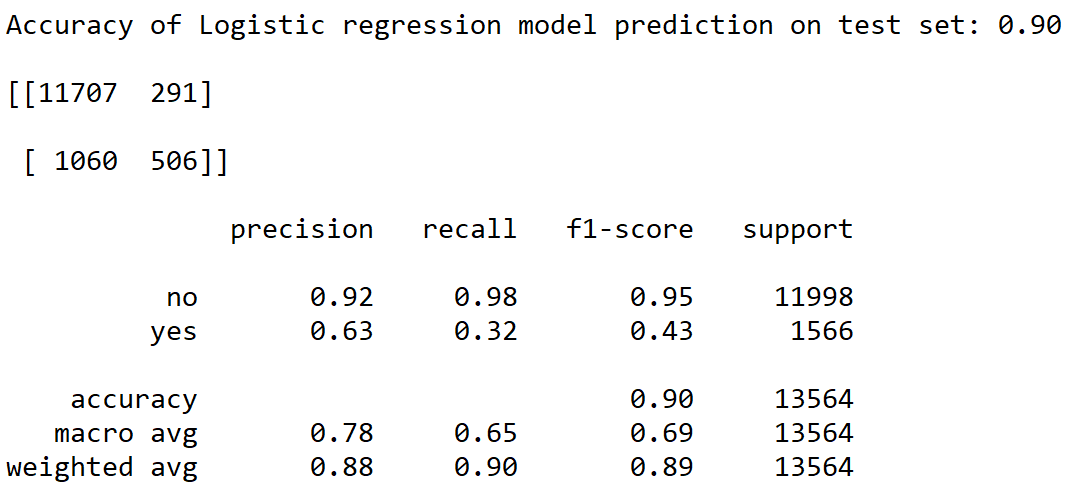 Accuracy of Logistic regression model prediction on test set: 0.90
[[11707  291]
 [ 1060  506]]
              precision   recall   f1-score   support
          no       0.92     0.98       0.95     11998
         yes       0.63     0.32       0.43      1566
    accuracy                           0.90     13564
   macro avg       0.78     0.65       0.69     13564
weighted avg       0.88     0.90       0.89     13564